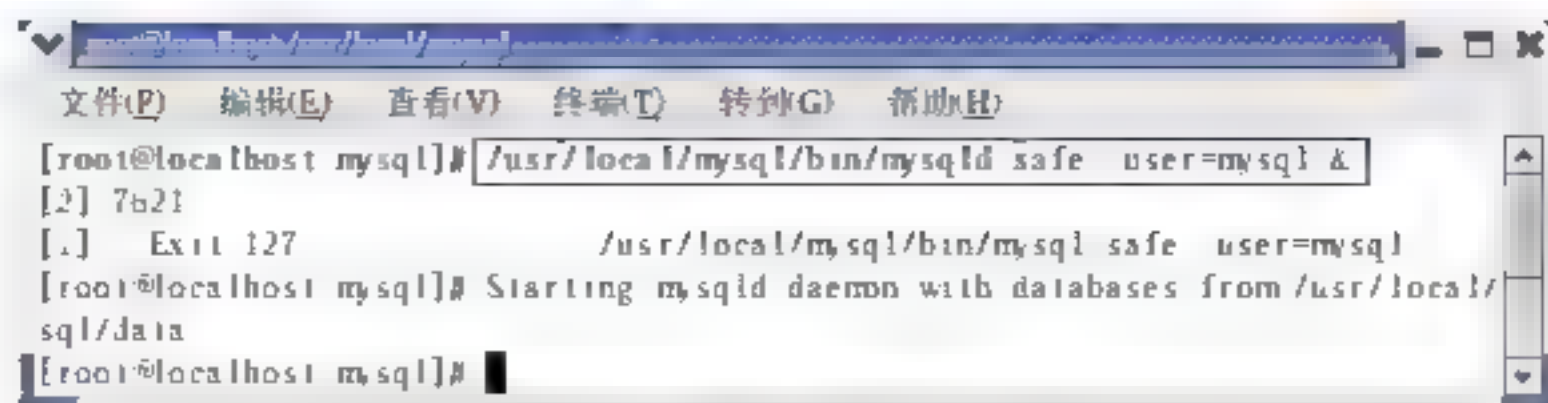 文件(P) 编辑(E) 查看(V) 终端(T) 转到(G) 帮助(H)
[root@localhost mysql]# /usr/local/mysql/bin/mysqld safe user=mysql &
[2] 7621
Exit 127 /usr/local/mysql/bin/mysql safe user=mysql
[root@localhost mysql]# Starting mysqld daemon with databases from /usr/local/
sql/data
[root@localhost mysql]#